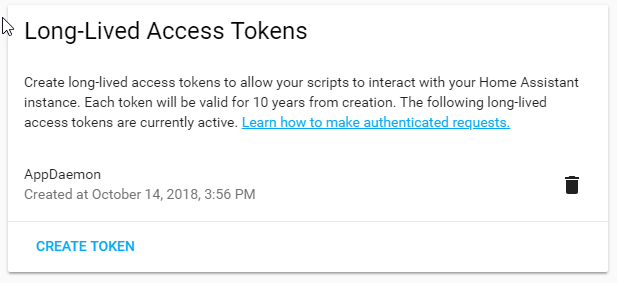 Long-Lived Access Tokens
Create long-lived access tokens to allow your scripts to interact with your Home Assistant
instance. Each token will be valid for 10 years from creation. The following long-lived
access tokens are currently active. Learn how to make authenticated requests.
AppDaemon
Created at October 14, 2018, 3:56 PM
CREATE TOKEN